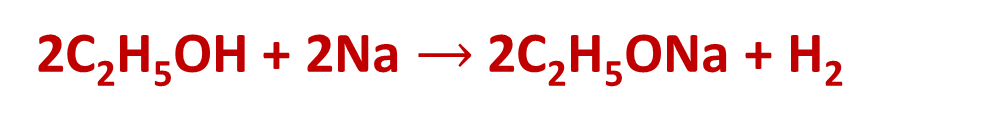 2C₂H₅OH + 2Na ⟶ 2C₂H₅ONa + H₂